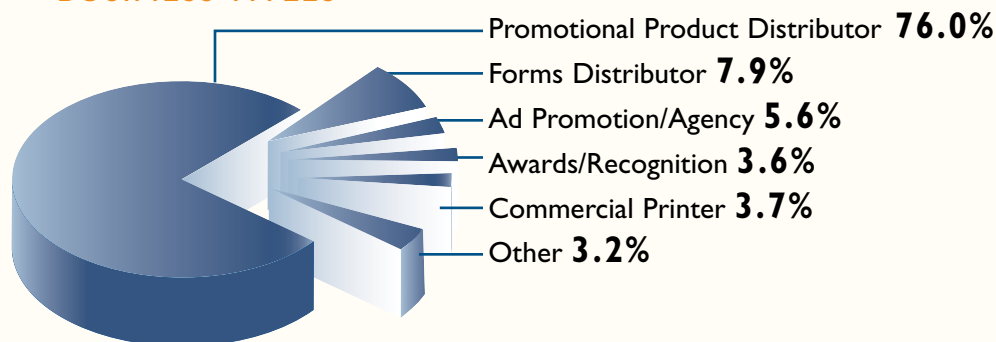 Promotional Product Distributor 76.0%
Forms Distributor 7.9%
Ad Promotion/Agency 5.6%
Awards/Recognition 3.6%
Commercial Printer 3.7%
Other 3.2%